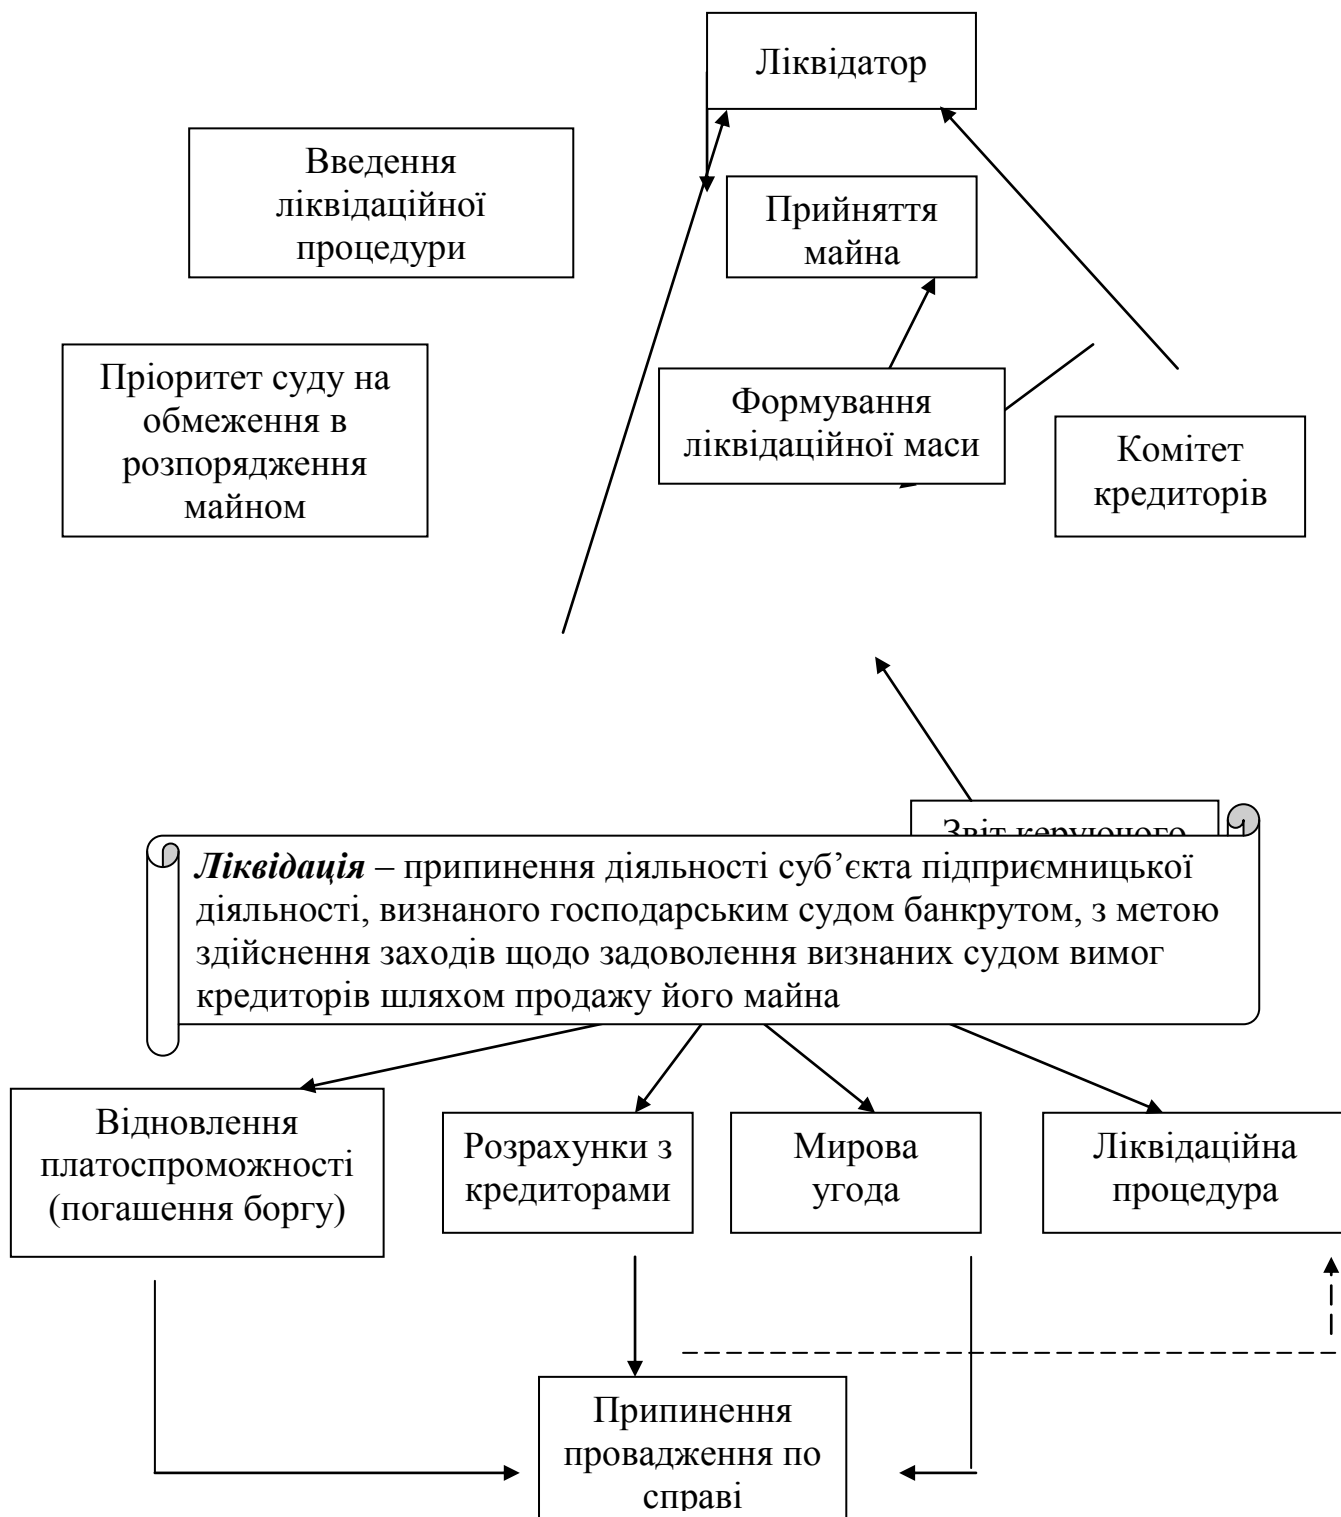 Ліквідатор
Введення
ліквідаційної
процедури
Прийняття
майна
Пріоритет суду на
обмеження в
розпорядження
майном
Формування
ліквідаційної маси
Комітет
кредиторів
Звіт керуючого
Ліквідація – припинення діяльності суб’єкта підприємницької
діяльності, визнаного господарським судом банкрутом, з метою
здійснення заходів щодо задоволення визнаних судом вимог
кредиторів шляхом продажу його майна
Відновлення
платоспроможності
(погашення боргу)
Розрахунки з
кредиторами
Мирова
угода
Ліквідаційна
процедура
Припинення
провадження по
справі